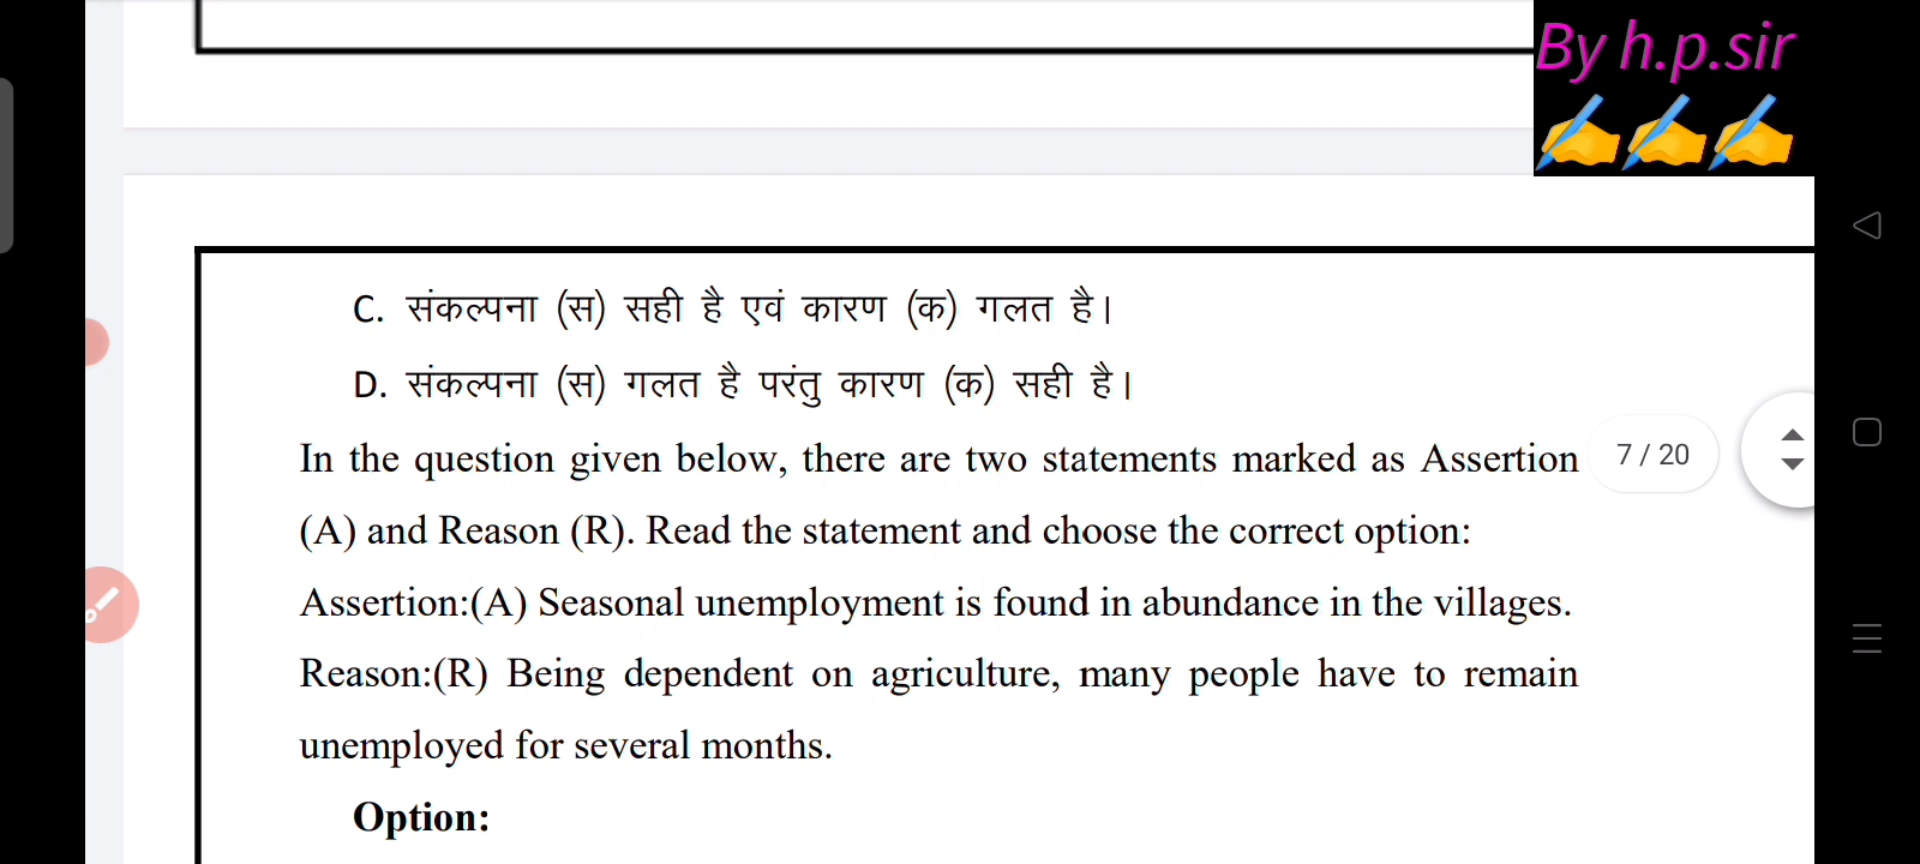 By h.p.sir
C. संकल्पना (स) सही है एवं कारण (क) गलत है।
D. संकल्पना (स) गलत है परंतु कारण (क) सही है।
In the question given below, there are two statements marked as Assertion
7 / 20
(A) and Reason (R). Read the statement and choose the correct option:
Assertion:(A) Seasonal unemployment is found in abundance in the villages.
Reason:(R) Being dependent on agriculture, many people have to remain
unemployed for several months.
Option: